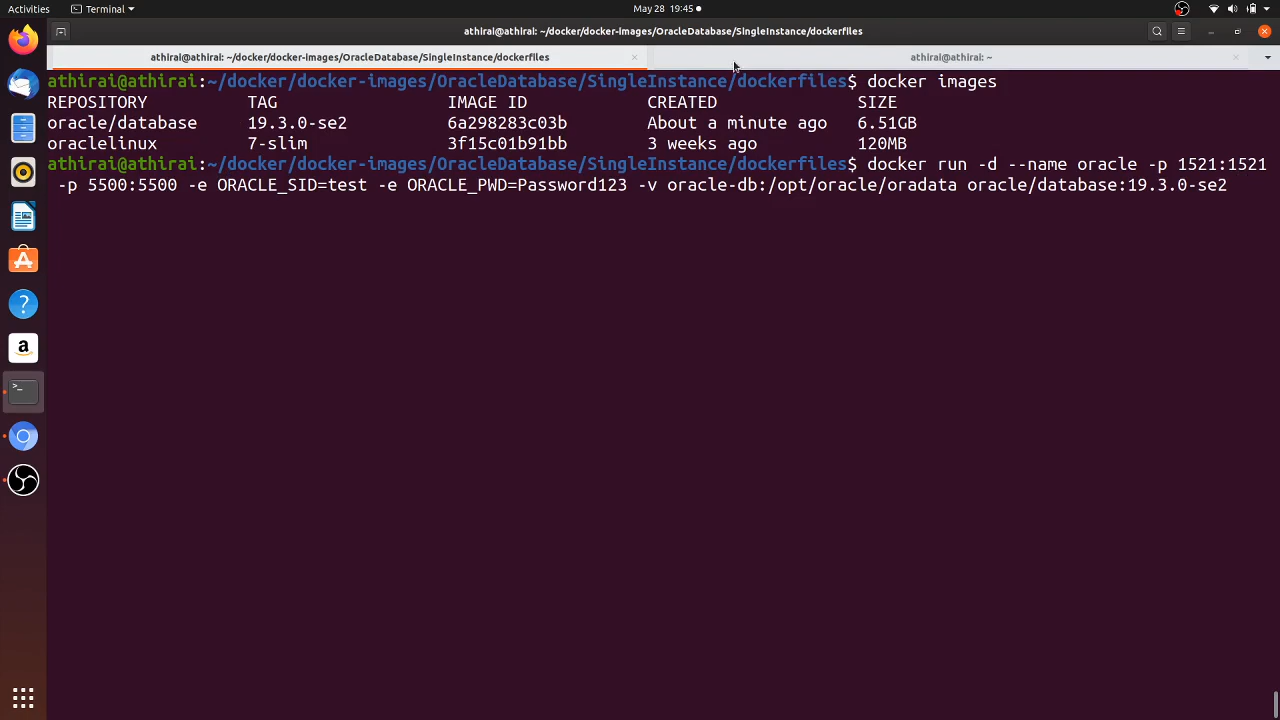 Activities
Terminal
May 28 19:45
athirai@athirai: ~/docker/docker-images/OracleDatabase/SingleInstance/dockerfiles
athirai@athirai: ~/docker/docker-images/OracleDatabase/SingleInstance/dockerfiles
athirai@athirai: ~
athirai@athirai:~/docker/docker-images/OracleDatabase/SingleInstance/dockerfiles$ docker images
REPOSITORY TAG IMAGE ID CREATED SIZE
oracle/database 19.3.0-se2 6a298283c03b About a minute ago 6.51GB
oraclelinux 7-slim 3f15c01b91bb 3 weeks ago 120MB
athirai@athirai:~/docker/docker-images/OracleDatabase/SingleInstance/dockerfiles$ docker run -d --name oracle -p 1521:1521
-p 5500:5500 -e ORACLE_SID=test -e ORACLE_PWD=Password123 -v oracle-db:/opt/oracle/oradata oracle/database:19.3.0-se2